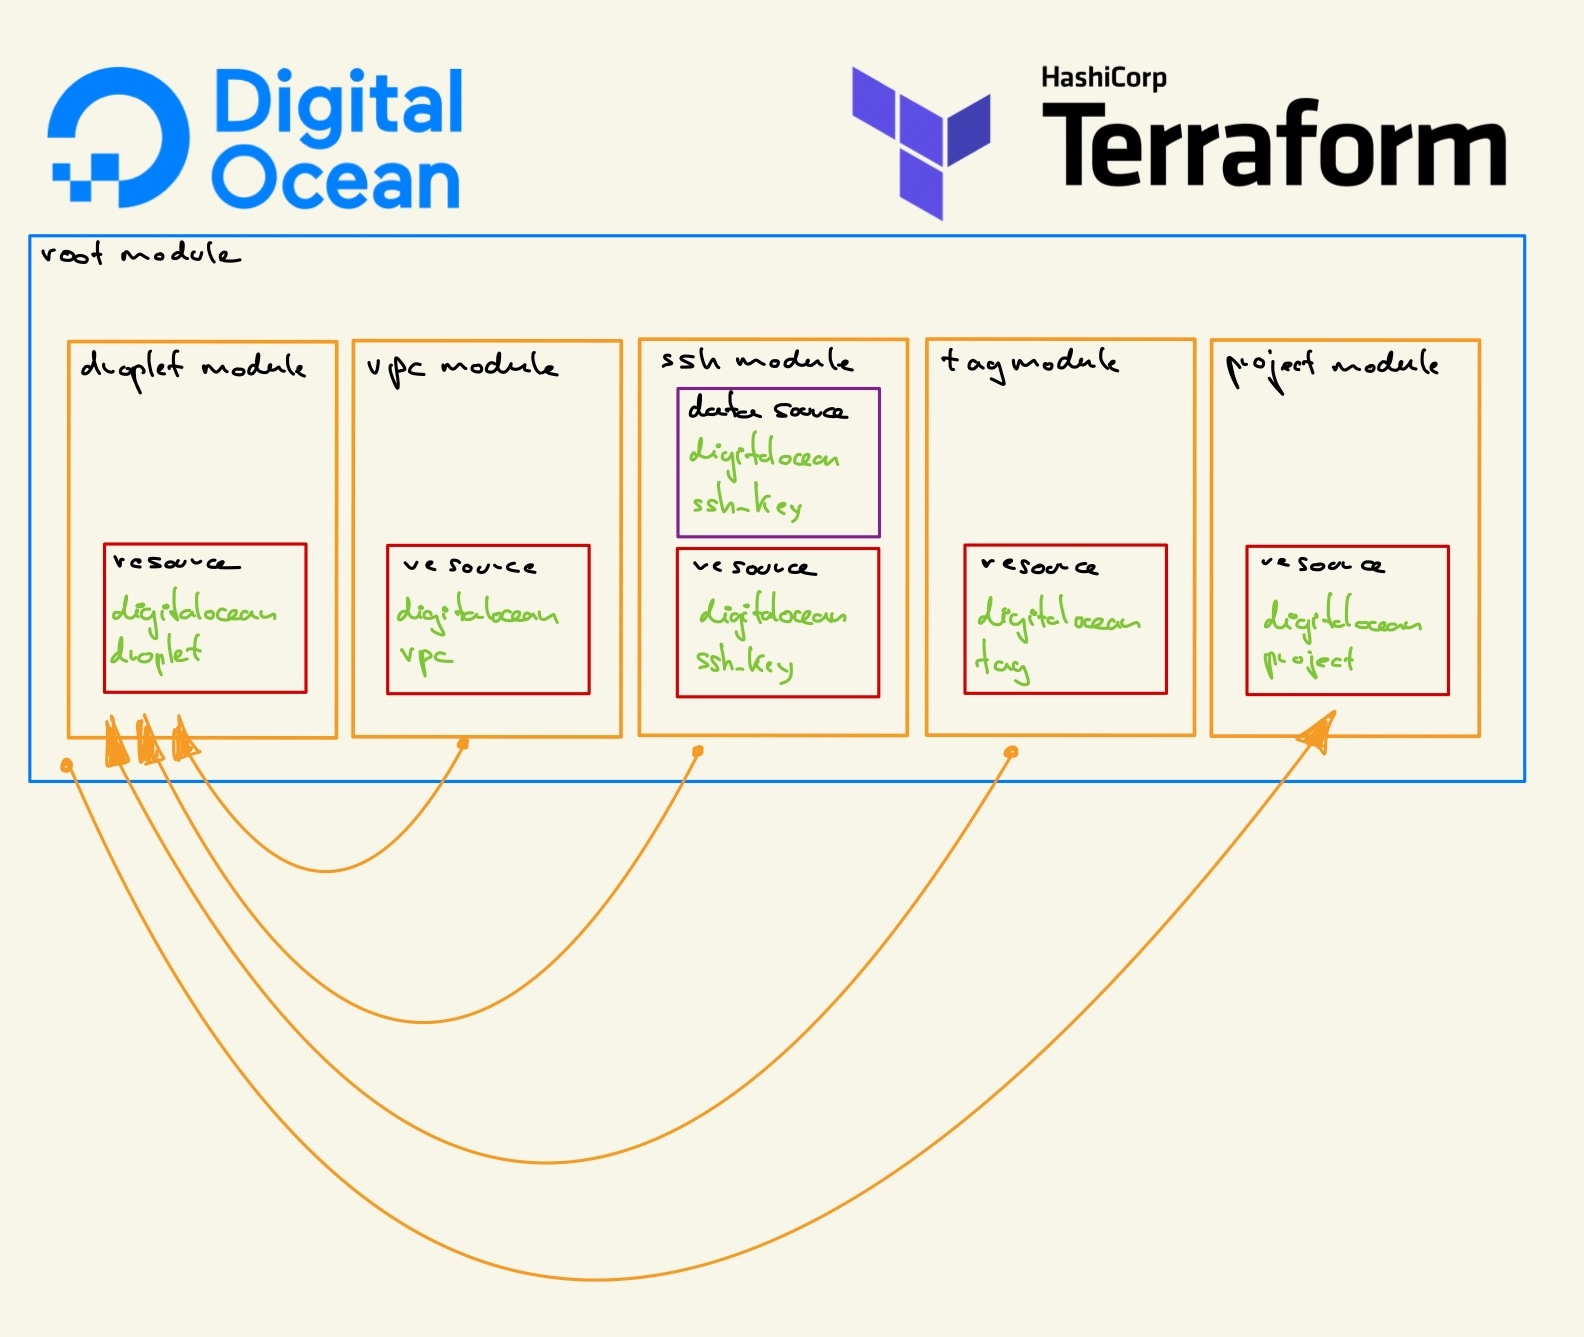 Digital
Ocean
HashiCorp
Terraform
root module
droplet module
resource
digitalocean
droplet
vpc module
resource
digitalocean
vpc
ssh module
data source
digitalocean
ssh_key
resource
digitalocean
ssh_key
tag module
resource
digitalocean
tag
project module
resource
digitalocean
project